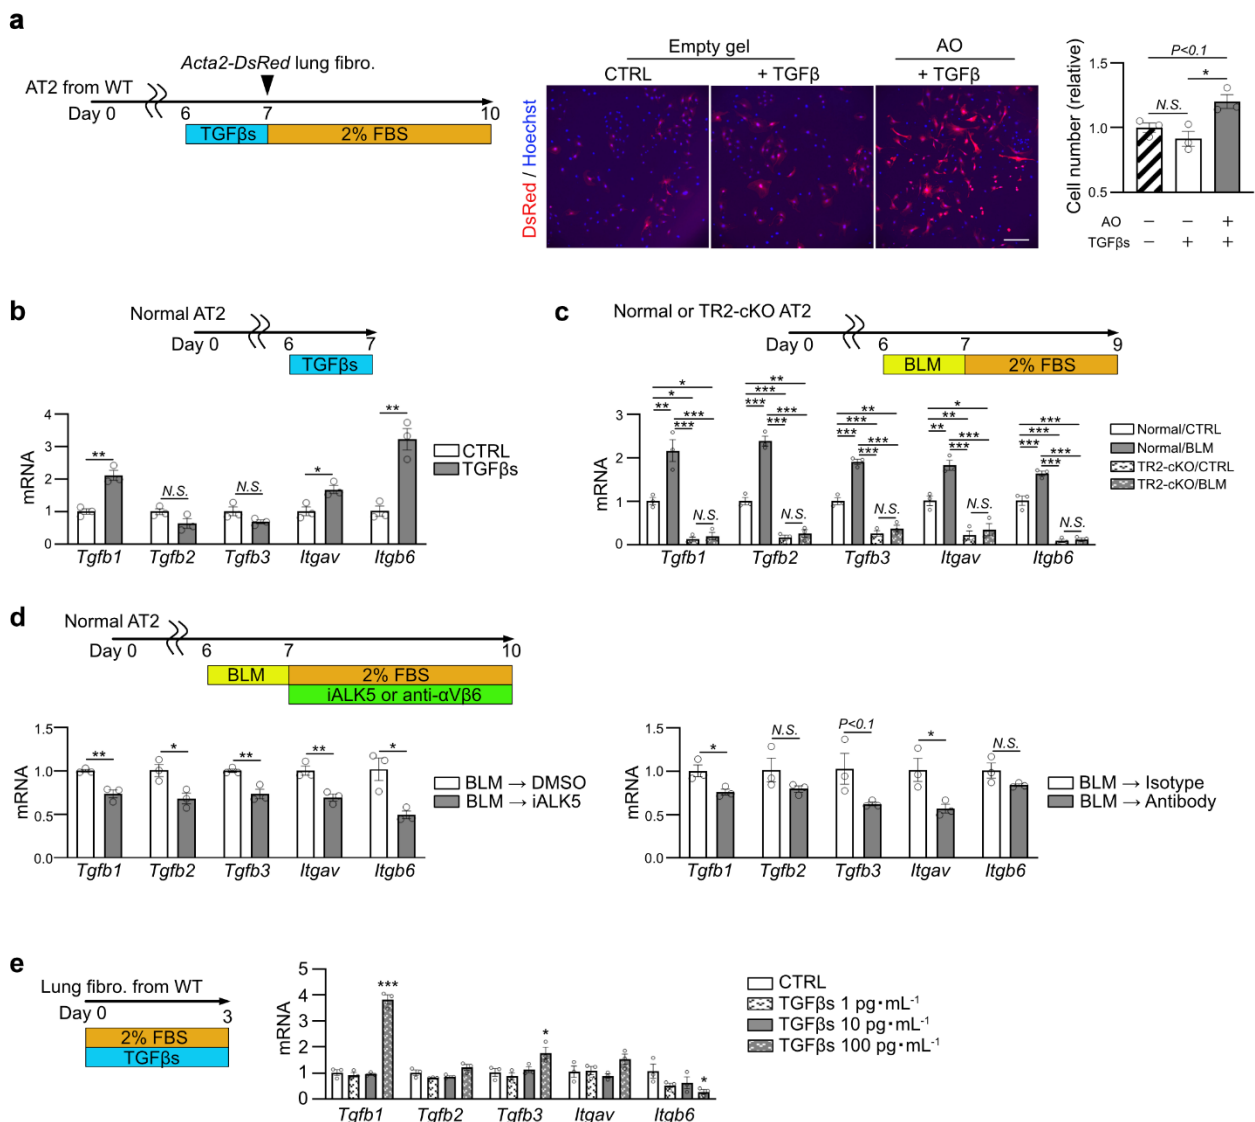 a
Acta2-DsRed lung fibro.
AT2 from WT
Day 0
6
7
10
TGFβs
2% FBS
Empty gel
AO
CTRL
+ TGFβ
+ TGFβ
DsRed / Hoechst
P<0.1
*
N.S.
Cell number (relative)
1.5
1.0
0.5
AO − − +
TGFβs − + +
b
Normal AT2
Day 0
6
7
TGFβs
mRNA
4
3
2
1
0
**
N.S.
N.S.
*
**
CTRL
TGFβs
Tgfb1
Tgfb2
Tgfb3
Itgav
Itgb6
c
Normal or TR2-cKO AT2
Day 0
6
7
9
BLM
2% FBS
mRNA
3
2
1
0
*
*
**
***
***
N.S.
**
***
***
***
***
N.S.
**
***
***
***
***
N.S.
*
**
**
***
***
N.S.
***
***
***
***
***
N.S.
Normal/CTRL
Normal/BLM
TR2-cKO/CTRL
TR2-cKO/BLM
Tgfb1
Tgfb2
Tgfb3
Itgav
Itgb6
d
Normal AT2
Day 0
6
7
10
BLM
2% FBS
iALK5 or anti-αVβ6
mRNA
1.5
1.0
0.5
0.0
**
*
**
**
*
BLM → DMSO
BLM → iALK5
Tgfb1
Tgfb2
Tgfb3
Itgav
Itgb6
mRNA
1.5
1.0
0.5
0.0
*
N.S.
P<0.1
*
N.S.
BLM → Isotype
BLM → Antibody
Tgfb1
Tgfb2
Tgfb3
Itgav
Itgb6
e
Lung fibro. from WT
Day 0
3
2% FBS
TGFβs
mRNA
5
4
3
2
1
0
***
*
*
CTRL
TGFβs 1 pg・mL⁻¹
TGFβs 10 pg・mL⁻¹
TGFβs 100 pg・mL⁻¹
Tgfb1
Tgfb2
Tgfb3
Itgav
Itgb6